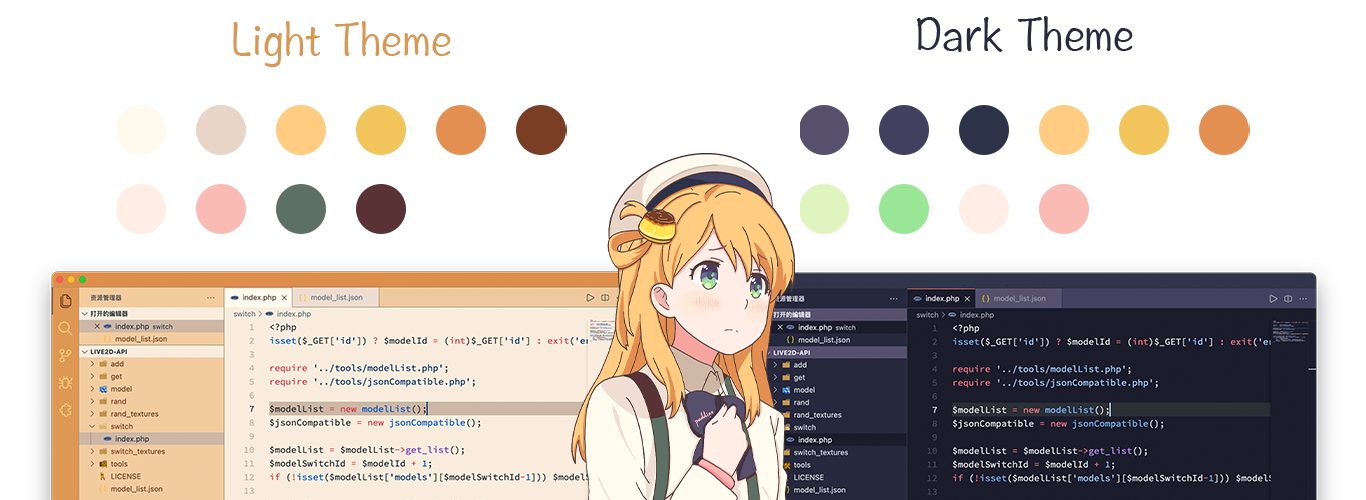 Light Theme
Dark Theme
资源管理器 ···
index.php ×
{} model_list.json
打开的编辑器
× index.php switch
{} model_list.json
LIVE2D-API
add
get
model
rand
rand_textures
switch
index.php
switch_textures
tools
LICENSE
{} model_list.json
switch > index.php
1 <?php
2 isset($_GET['id']) ? $modelId = (int)$_GET['id'] : exit('e
3
4 require '../tools/modelList.php';
5 require '../tools/jsonCompatible.php';
6
7 $modelList = new modelList();
8 $jsonCompatible = new jsonCompatible();
9
10 $modelList = $modelList->get_list();
11 $modelSwitchId = $modelId + 1;
12 if (!isset($modelList['models'][$modelSwitchId-1])) $model
13
资源管理器 ···
index.php ×
{} model_list.json
打开的编辑器
× index.php switch
{} model_list.json
LIVE2D-API
add
get
model
rand
rand_textures
switch
index.php
switch_textures
tools
LICENSE
model_list.json
switch > index.php
1 <?php
2 isset($_GET['id']) ? $modelId = (int)$_GET['id'] : exit('e
3
4 require '../tools/modelList.php';
5 require '../tools/jsonCompatible.php';
6
7 $modelList = new modelList();
8 $jsonCompatible = new jsonCompatible();
9
10 $modelList = $modelList->get_list();
11 $modelSwitchId = $modelId + 1;
12 if (!isset($modelList['models'][$modelSwitchId-1])) $model
13